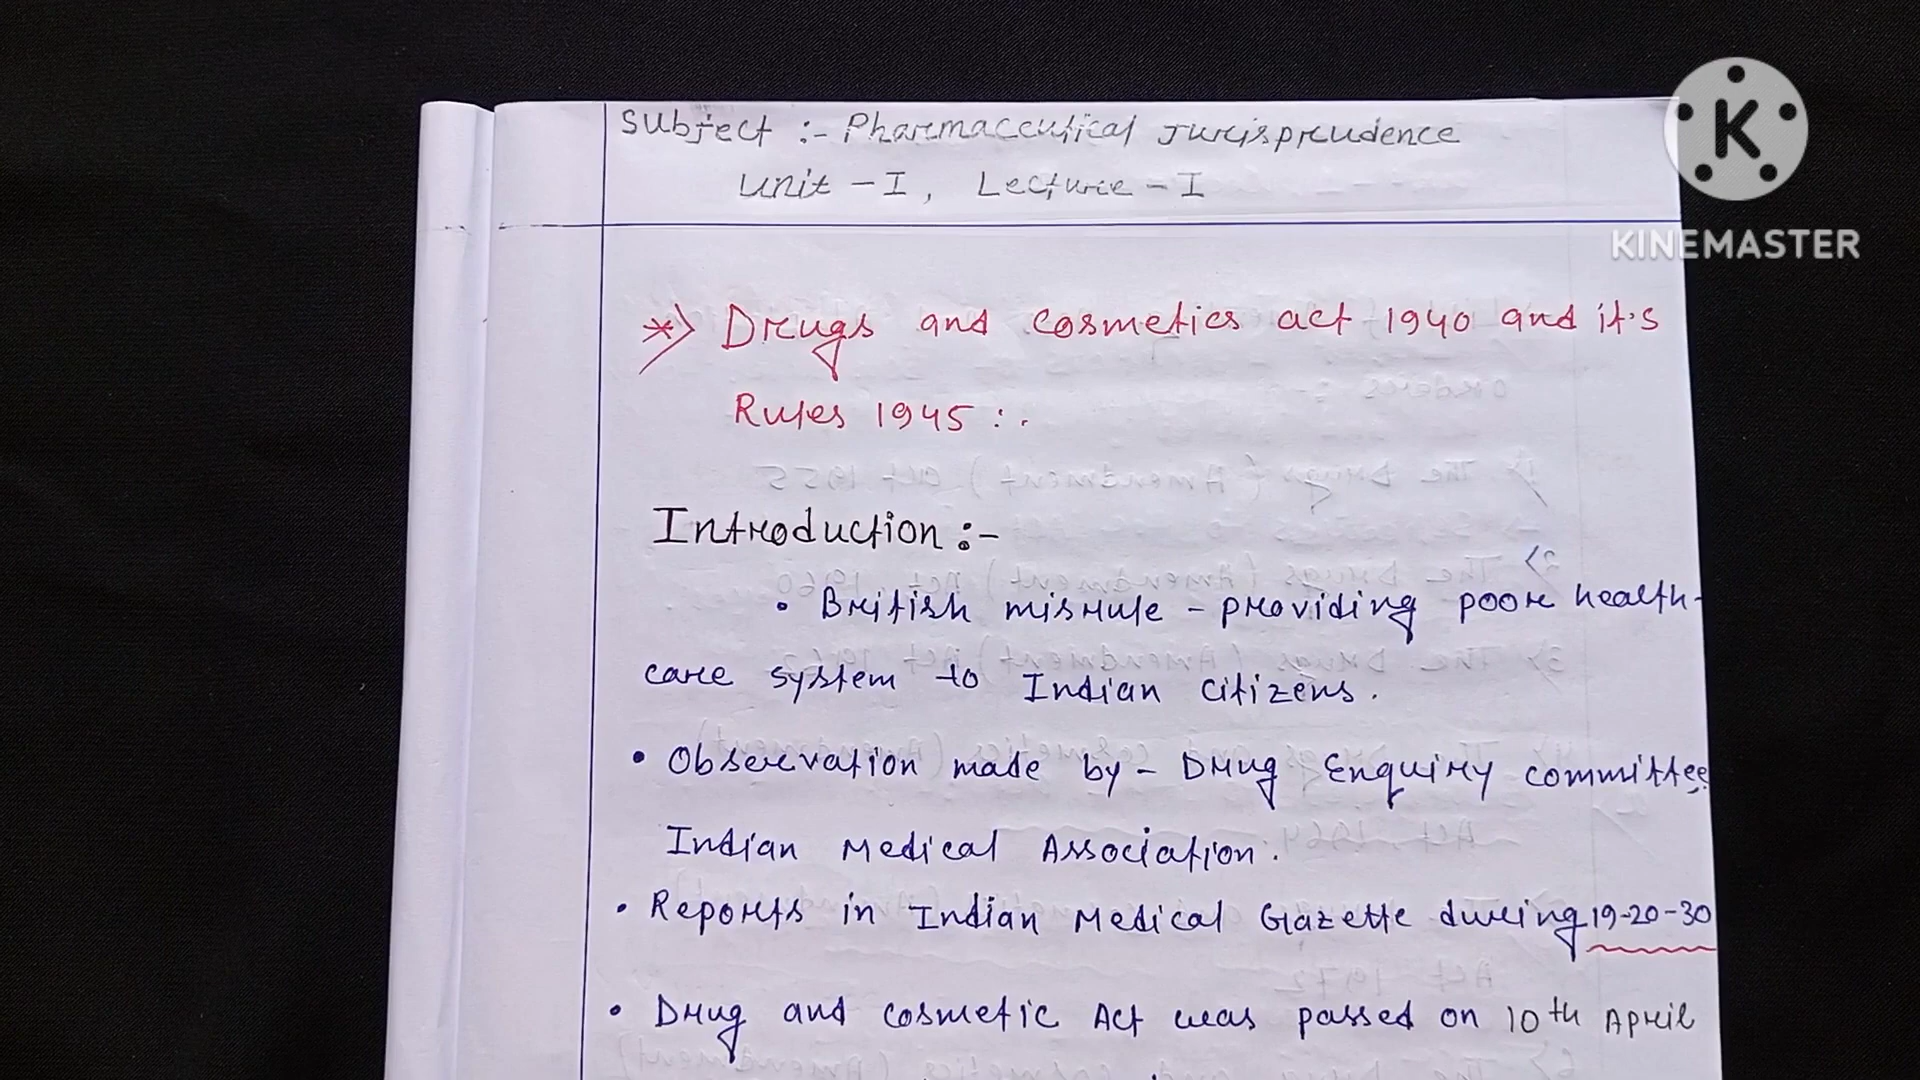 Subject :- Pharmaceutical Jurisprudence
Unit - I, Lecture - I
K
KINEMASTER
*> Drugs and cosmetics act 1940 and it's
Rules 1945 :.
Introduction :-
• British misrule - providing poor health-
care system to Indian citizens.
• Observation made by - Drug Enquiry committee
Indian Medical Association.
• Reports in Indian Medical Gazette during 19-20-30
• Drug and cosmetic Act was passed on 10th April